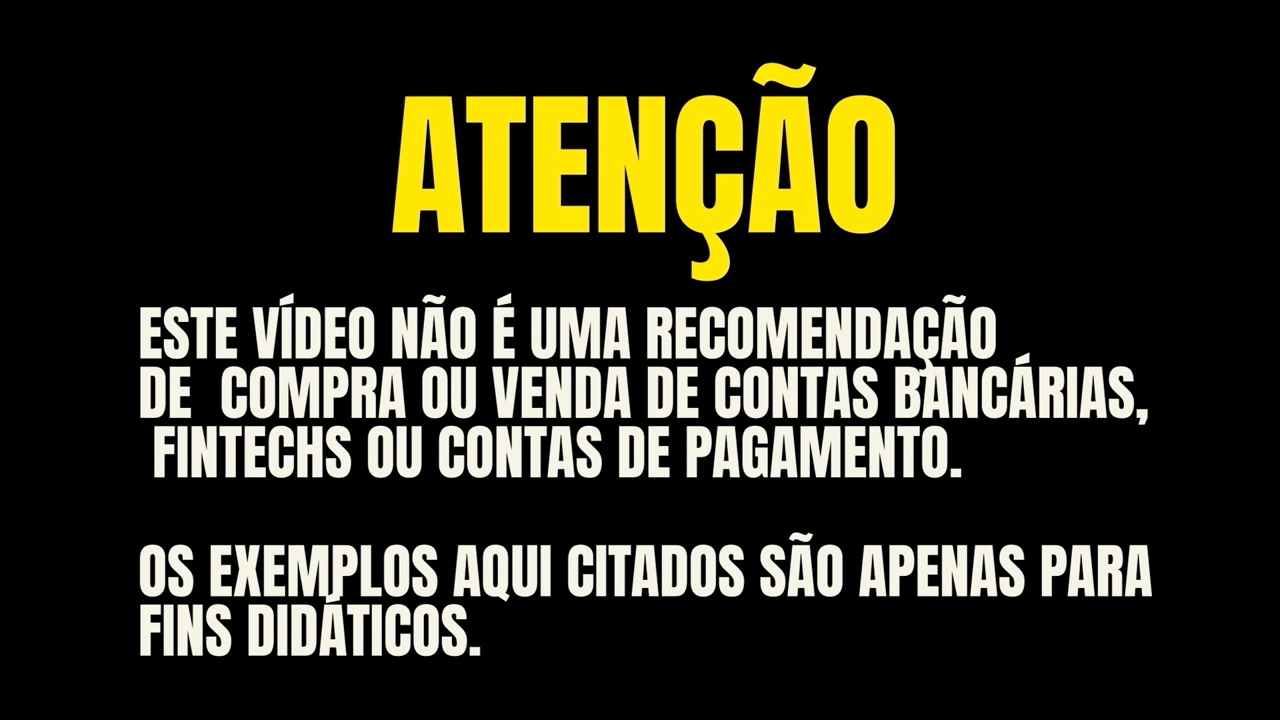 ATENÇÃO
ESTE VÍDEO NÃO É UMA RECOMENDAÇÃO
DE COMPRA OU VENDA DE CONTAS BANCÁRIAS,
FINTECHS OU CONTAS DE PAGAMENTO.
OS EXEMPLOS AQUI CITADOS SÃO APENAS PARA
FINS DIDÁTICOS.